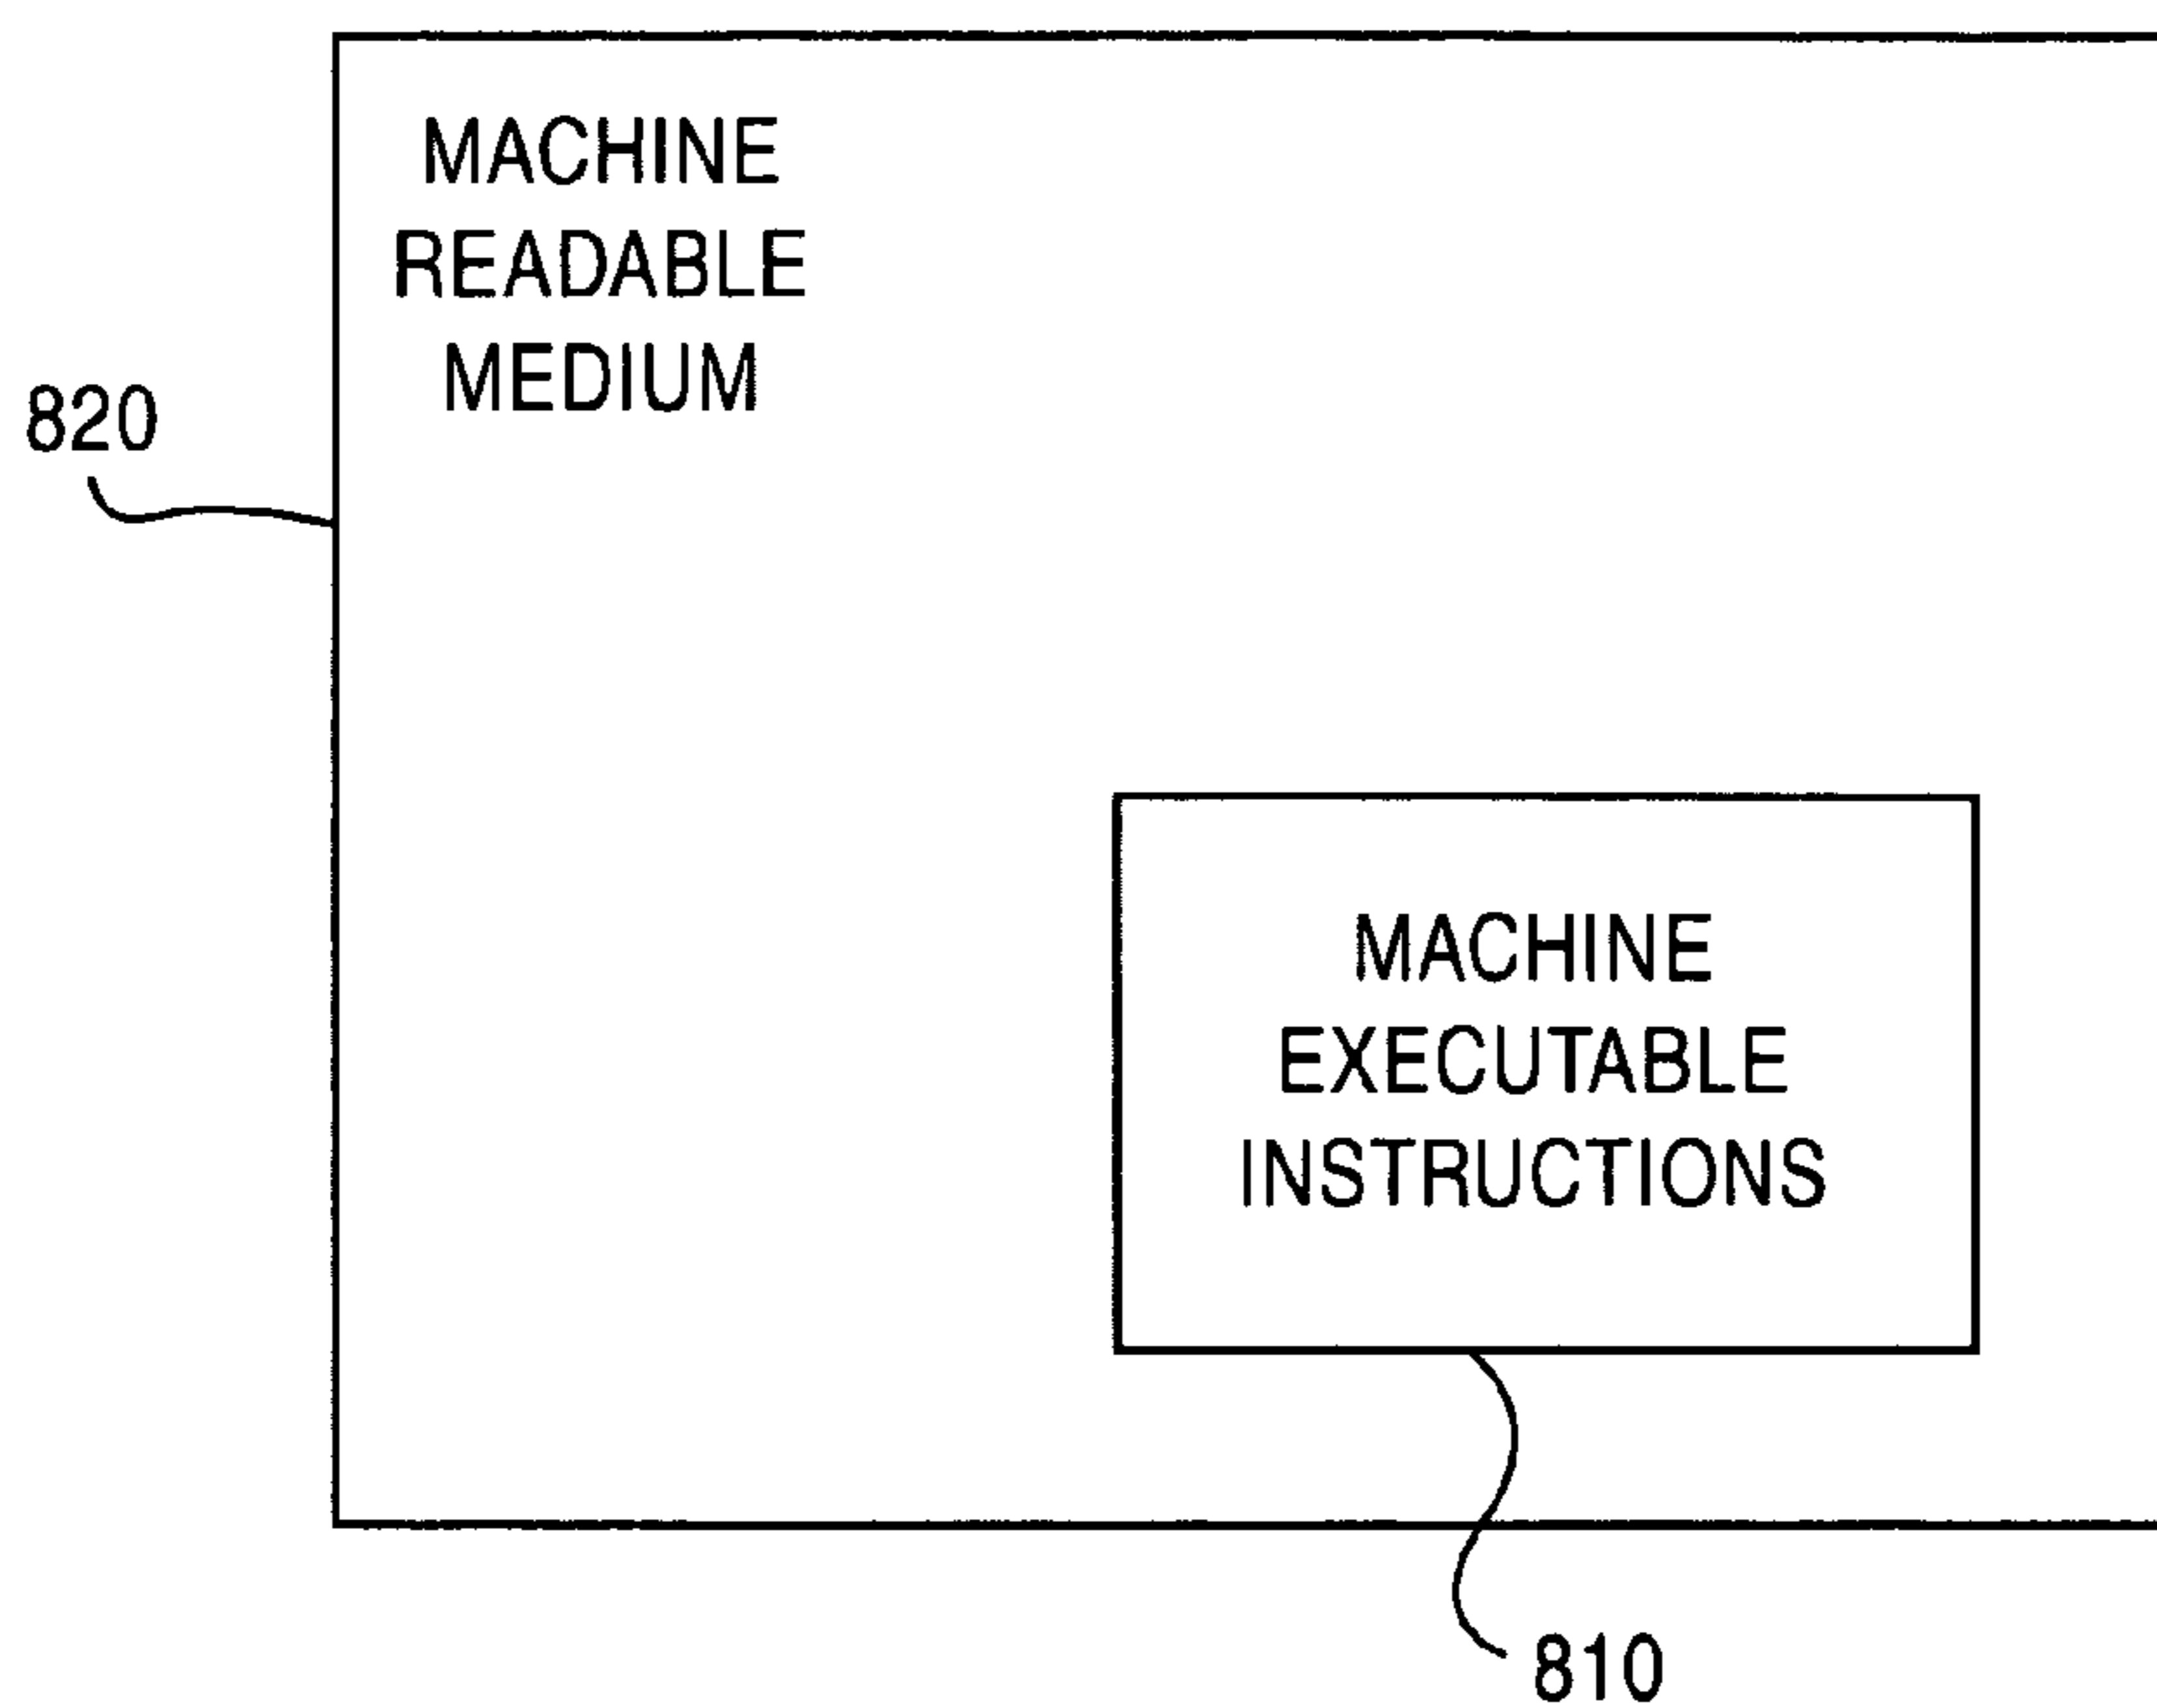 MACHINE
READABLE
MEDIUM
820
MACHINE
EXECUTABLE
INSTRUCTIONS
810